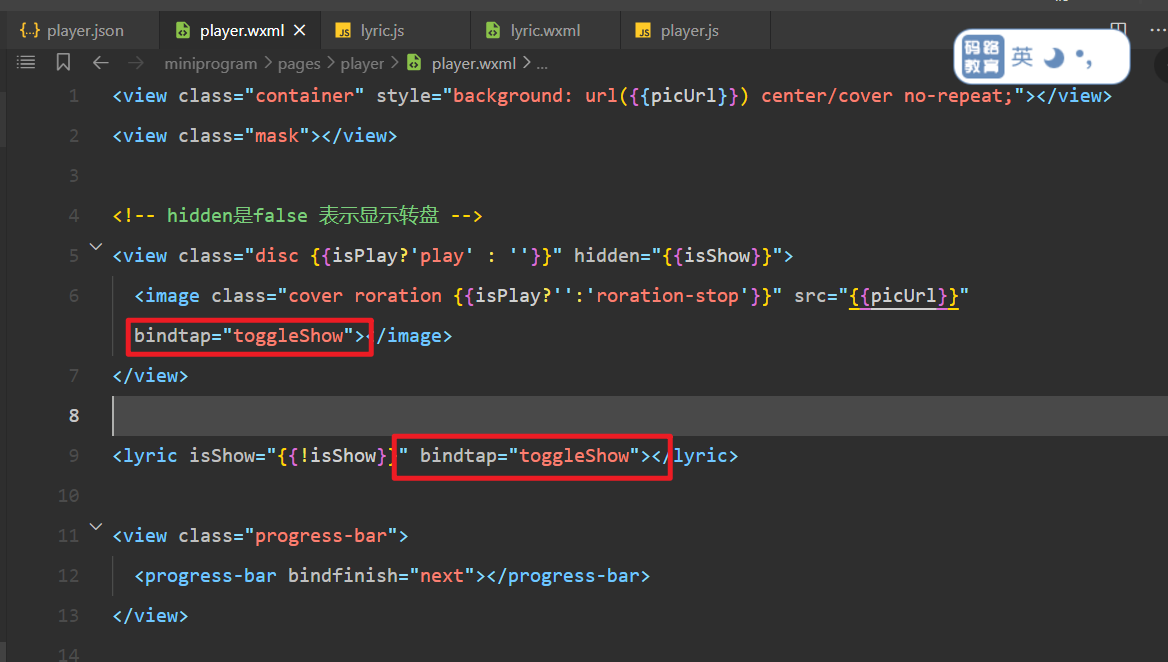 {..} player.json player.wxml × JS lyric.js lyric.wxml JS player.js
码路 教育 英
miniprogram > pages > player > player.wxml > ...
1 <view class="container" style="background: url({{picUrl}}) center/cover no-repeat;"></view>
2 <view class="mask"></view>
3
4 <!-- hidden是false 表示显示转盘 -->
5 <view class="disc {{isPlay?'play' : ''}}" hidden="{{isShow}}">
6 <image class="cover roration {{isPlay?'':'roration-stop'}}" src="{{picUrl}}"
bindtap="toggleShow"></image>
7 </view>
8
9 <lyric isShow="{{!isShow}}" bindtap="toggleShow"></lyric>
10
11 <view class="progress-bar">
12 <progress-bar bindfinish="next"></progress-bar>
13 </view>
14